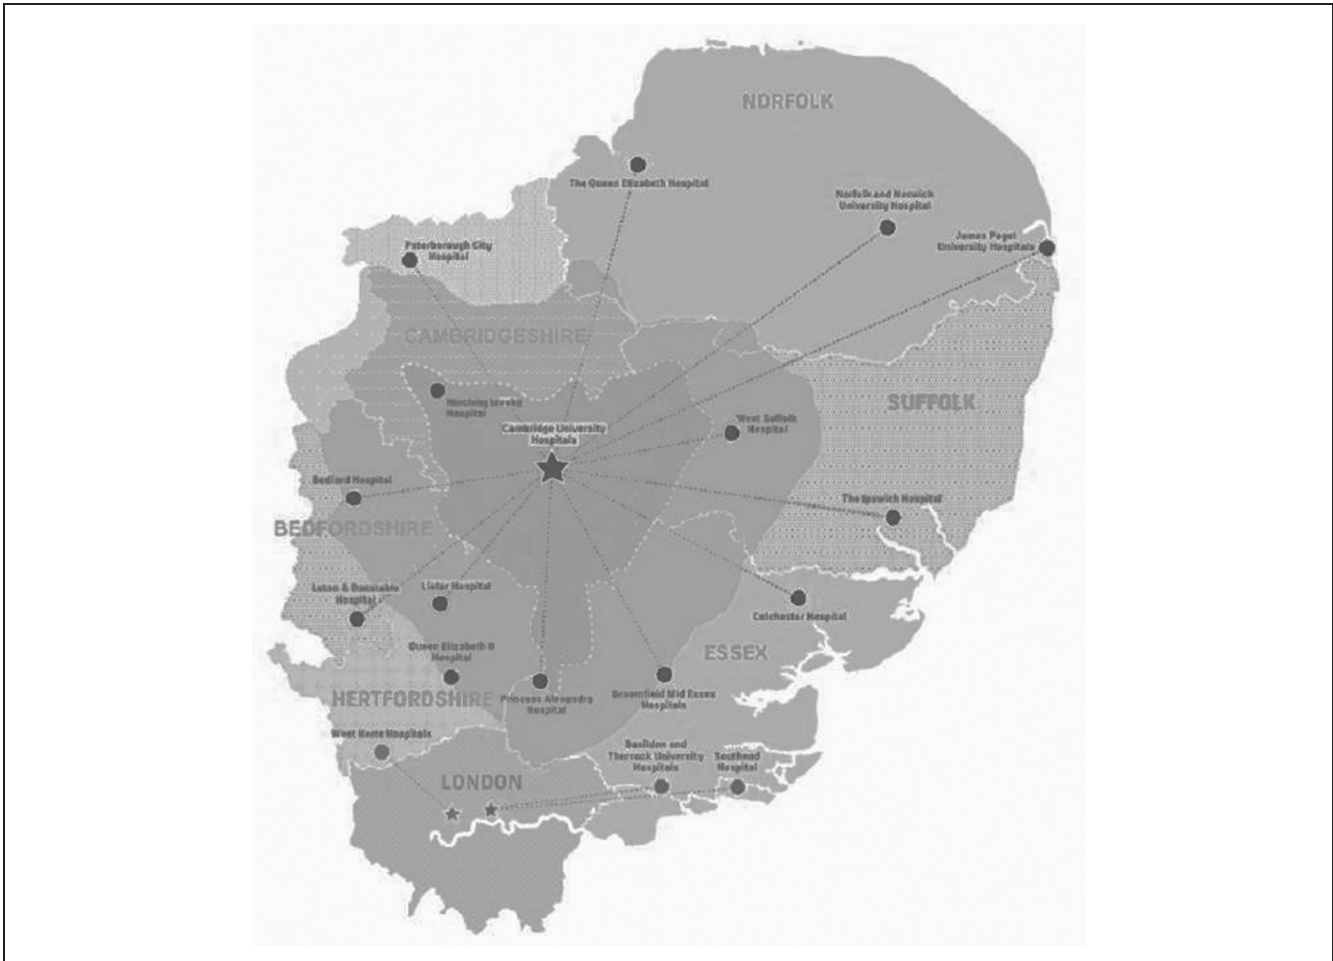 NORFOLK
The Queen Elizabeth Hospital
Norfolk and Norwich
University Hospital
James Paget
University Hospitals
Peterborough City
Hospital
CAMBRIDGESHIRE
Hinchingbrooke
Hospital
Cambridge University
Hospitals
West Suffolk
Hospital
SUFFOLK
Bedford Hospital
The Ipswich Hospital
BEDFORDSHIRE
Luton & Dunstable
Hospital
Lister Hospital
Colchester Hospital
Queen Elizabeth II
Hospital
ESSEX
HERTFORDSHIRE
Princess Alexandra
Hospital
Broomfield Mid Essex
Hospitals
West Herts Hospitals
Basildon and
Thurrock University
Hospitals
Southend
Hospital
LONDON